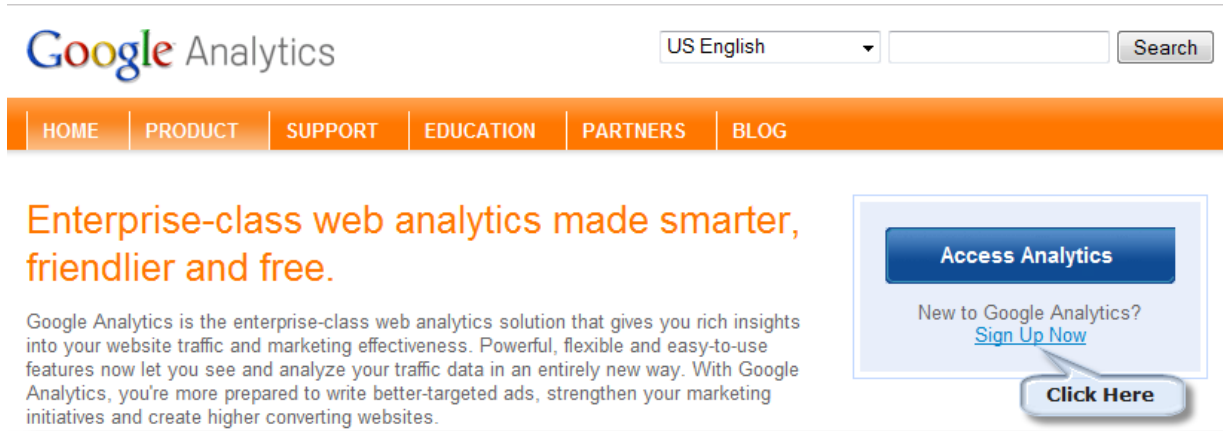 Google Analytics
US English
Search
HOME PRODUCT SUPPORT EDUCATION PARTNERS BLOG
Enterprise-class web analytics made smarter,
friendlier and free.
Google Analytics is the enterprise-class web analytics solution that gives you rich insights
into your website traffic and marketing effectiveness. Powerful, flexible and easy-to-use
features now let you see and analyze your traffic data in an entirely new way. With Google
Analytics, you're more prepared to write better-targeted ads, strengthen your marketing
initiatives and create higher converting websites.
Access Analytics
New to Google Analytics?
Sign Up Now
Click Here